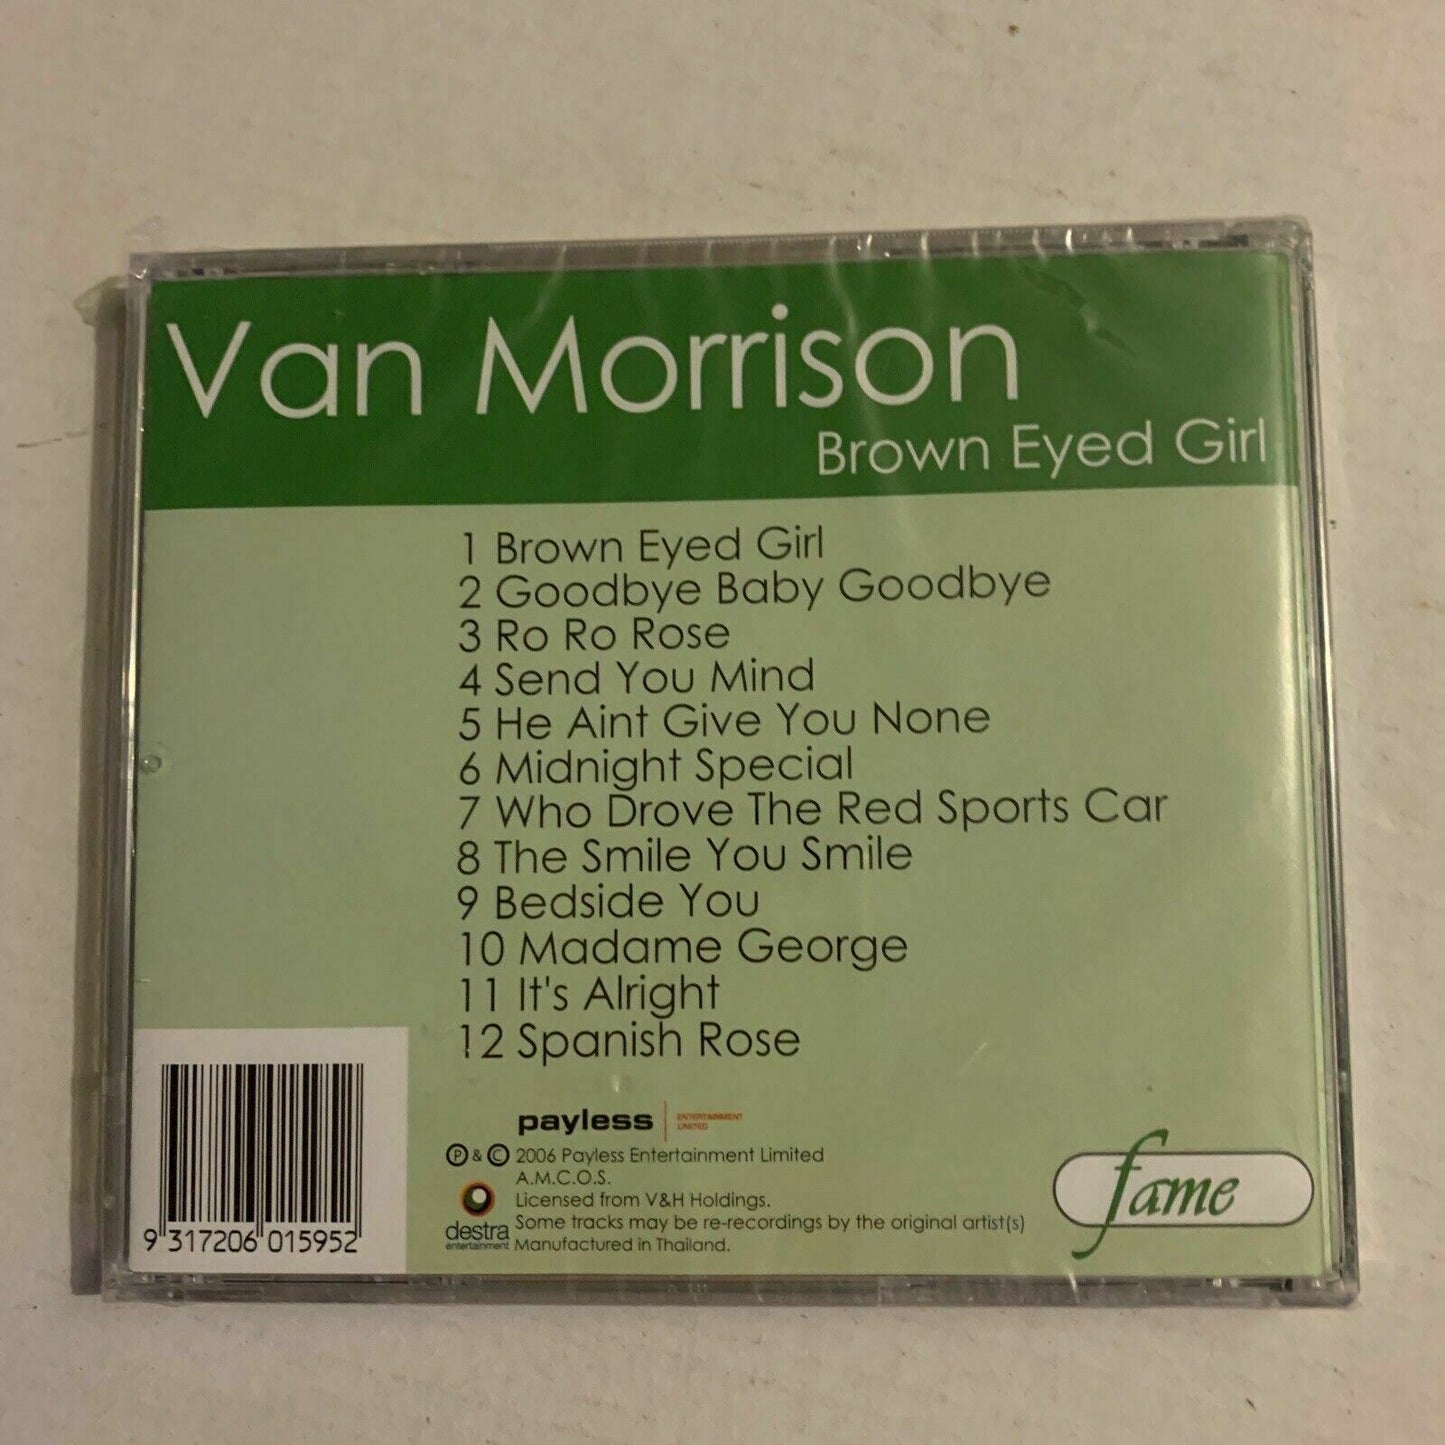 Van Morrison
Brown Eyed Girl
1 Brown Eyed Girl
2 Goodbye Baby Goodbye
3 Ro Ro Rose
4 Send You Mind
5 He Aint Give You None
6 Midnight Special
7 Who Drove The Red Sports Car
8 The Smile You Smile
9 Bedside You
10 Madame George
11 It's Alright
12 Spanish Rose
payless
ENTERTAINMENT
LIMITED
Ⓟ & © 2006 Payless Entertainment Limited
A.M.C.O.S.
Licensed from V&H Holdings.
Some tracks may be re-recordings by the original artist(s)
Manufactured in Thailand.
destra
entertainment
fame
9 317206 015952